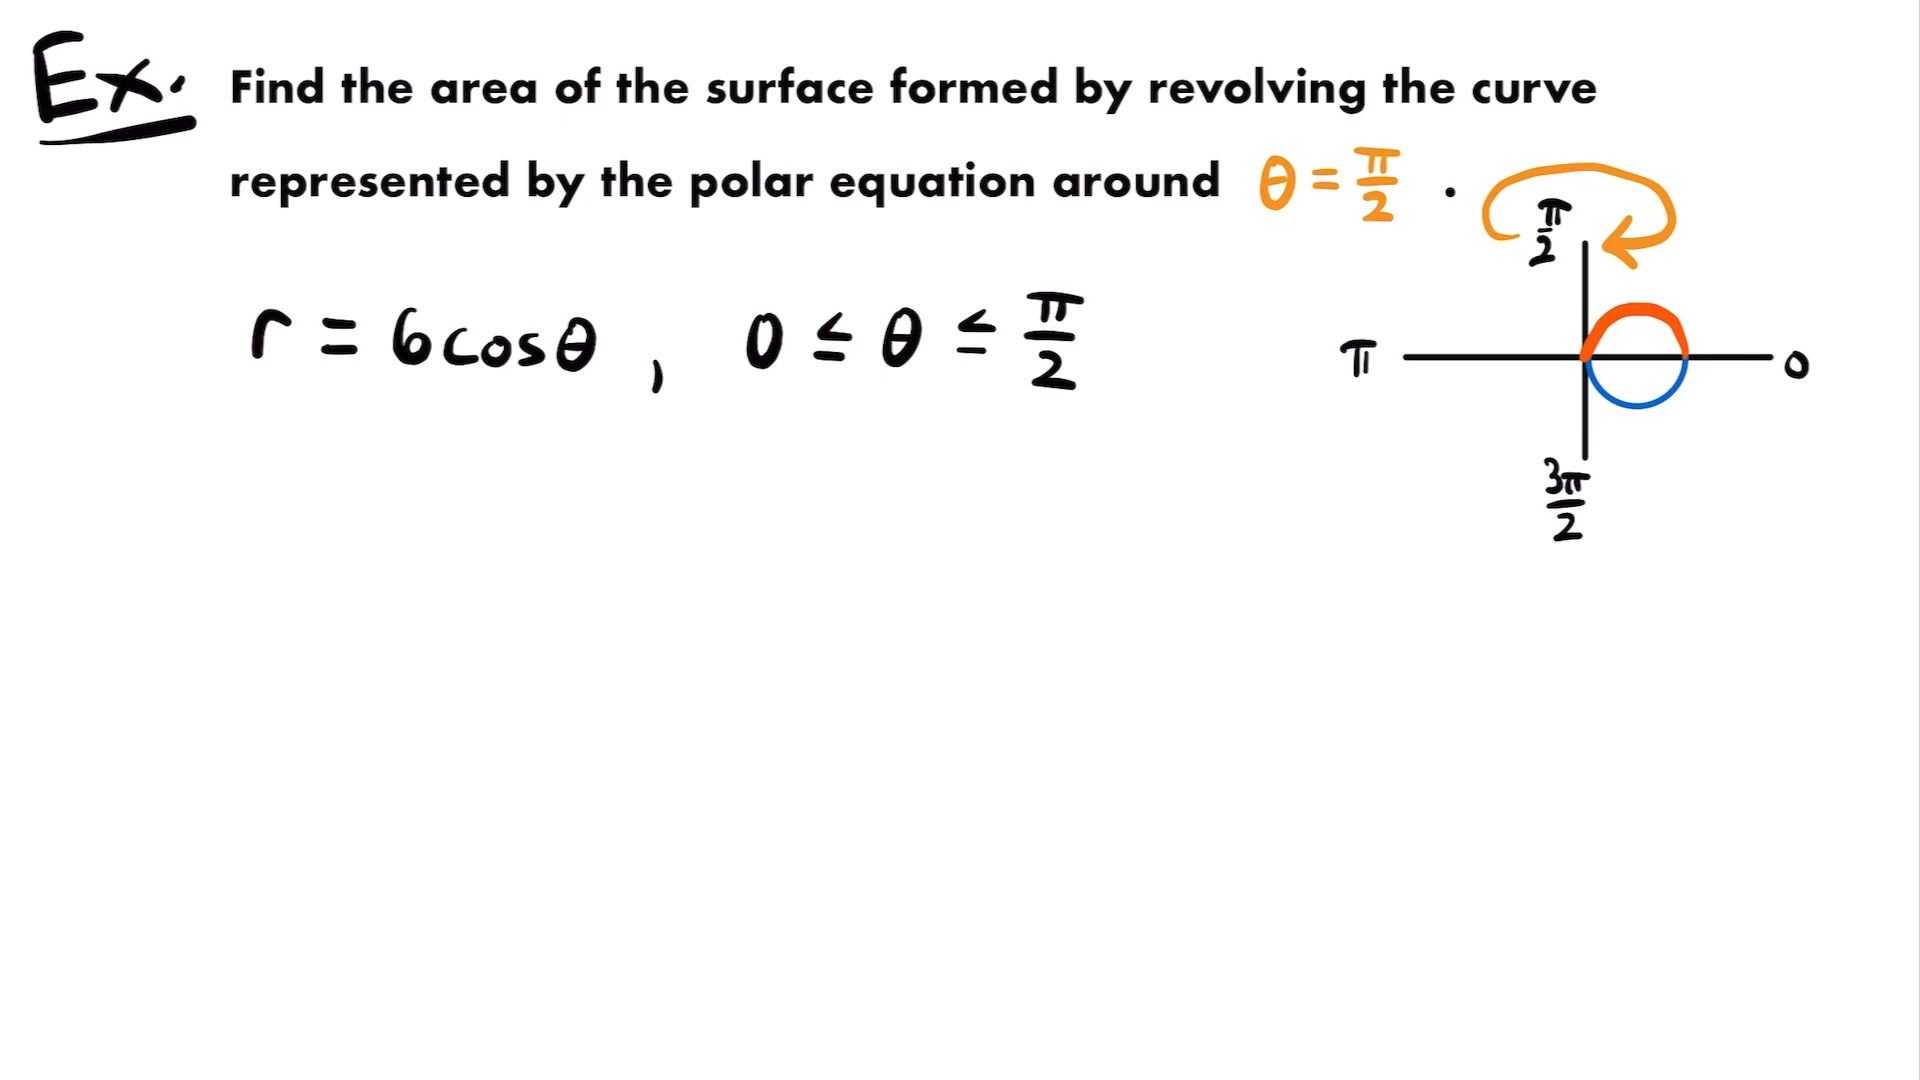 Ex. Find the area of the surface formed by revolving the curve
represented by the polar equation around θ = π/2 .
r = 6cosθ , 0 ≤ θ ≤ π/2
π/2
π
0
3π/2